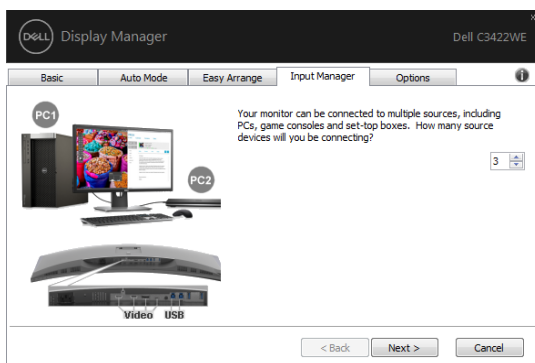 DELL Display Manager
Dell C3422WE
x
Basic Auto Mode Easy Arrange Input Manager Options i
PC1
Your monitor can be connected to multiple sources, including
PCs, game consoles and set-top boxes. How many source
devices will you be connecting?
3
PC2
Video USB
< Back Next > Cancel